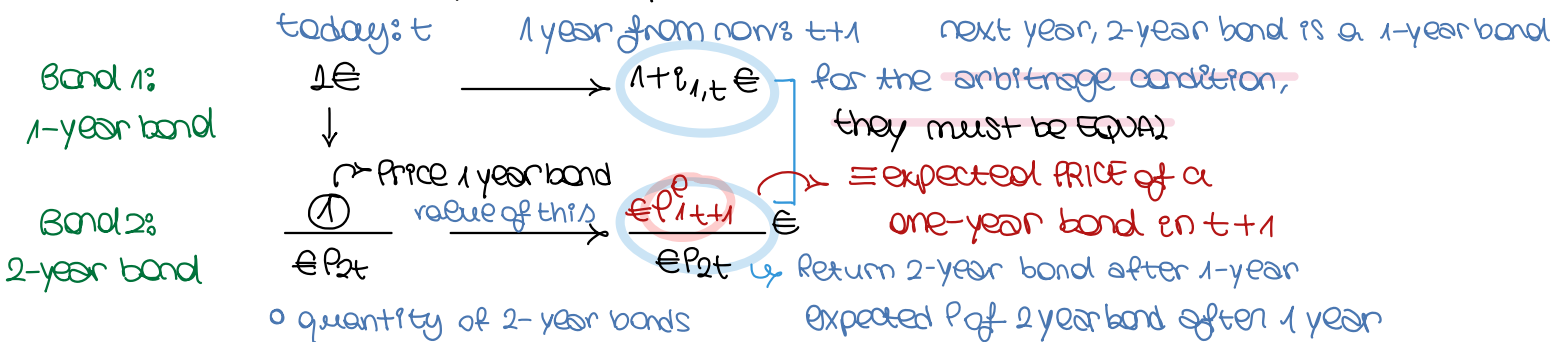 today: t    1 year from now: t+1    next year, 2-year bond is a 1-year bond
Bond 1:    1€    →    1+i₁,t €    for the arbitrage condition,
1-year bond    they must be EQUAL
Price 1 year bond    ≡ expected PRICE of a
Bond 2:    1    value of this →    €Pᵉ₁t+1    €    one-year bond in t+1
2-year bond    €P₂t    €P₂t    Return 2-year bond after 1-year
quantity of 2-year bonds    expected P of 2 year bond after 1 year